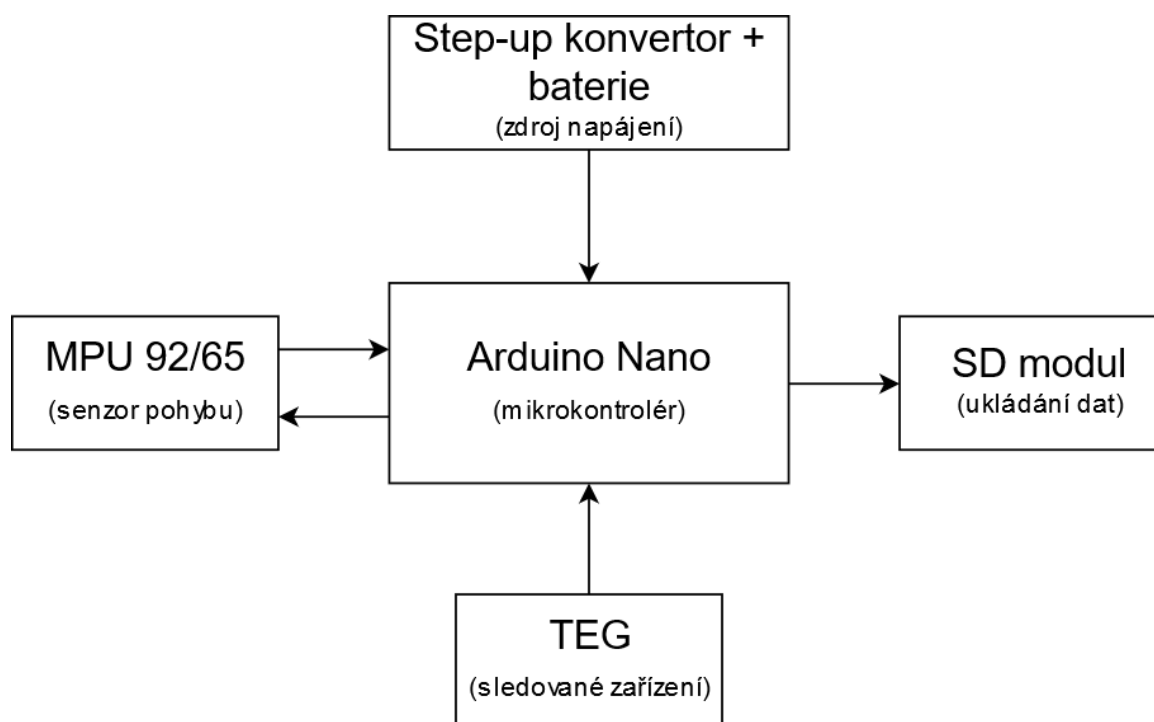 Step-up konvertor +
baterie
(zdroj napájení)
MPU 92/65
(senzor pohybu)
Arduino Nano
(mikrokontrolér)
SD modul
(ukládání dat)
TEG
(sledované zařízení)